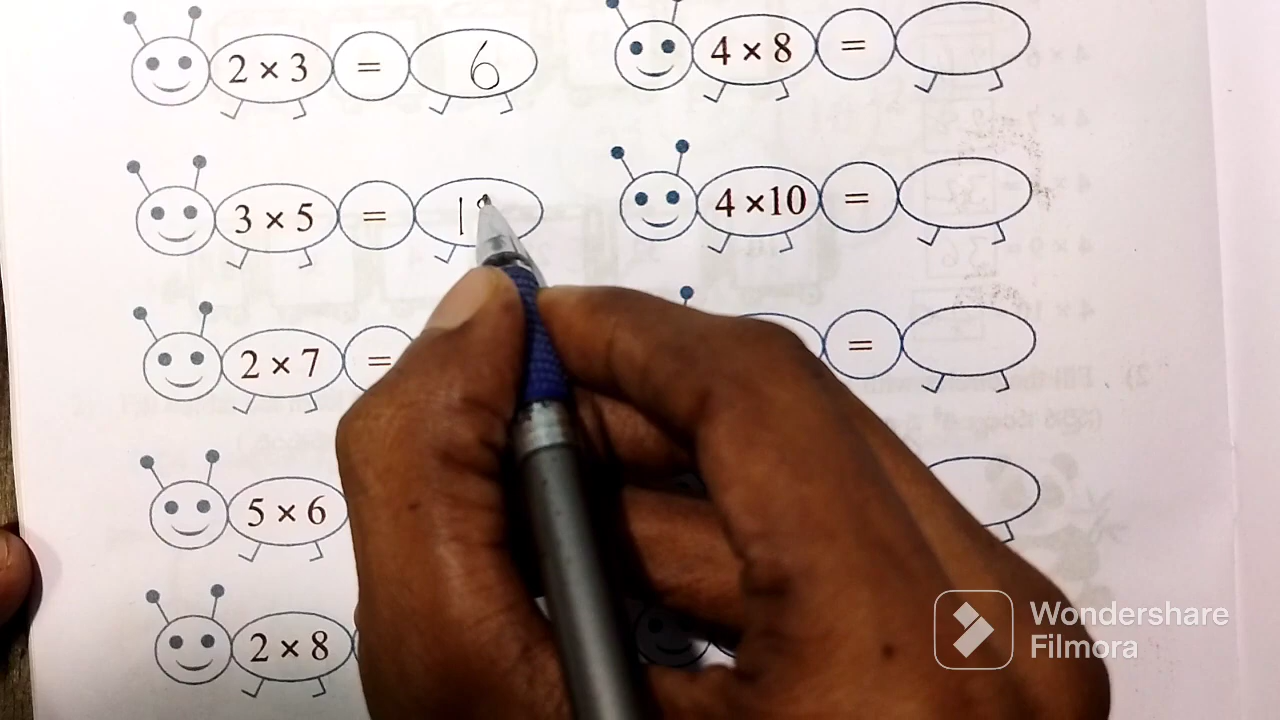 2 × 3 = 6
4 × 8 =
3 × 5 = 1
4 ×10 =
2 × 7 =
=
5 × 6
2 × 8
Wondershare
Filmora